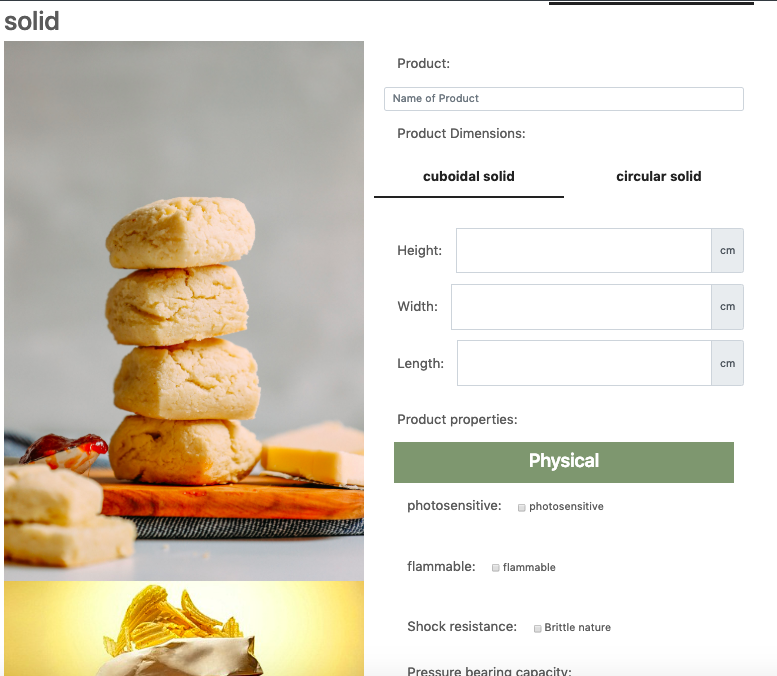 solid
Product:
Name of Product
Product Dimensions:
cuboidal solid circular solid
Height: cm
Width: cm
Length: cm
Product properties:
Physical
photosensitive: photosensitive
flammable: flammable
Shock resistance: Brittle nature
Pressure bearing capacity: